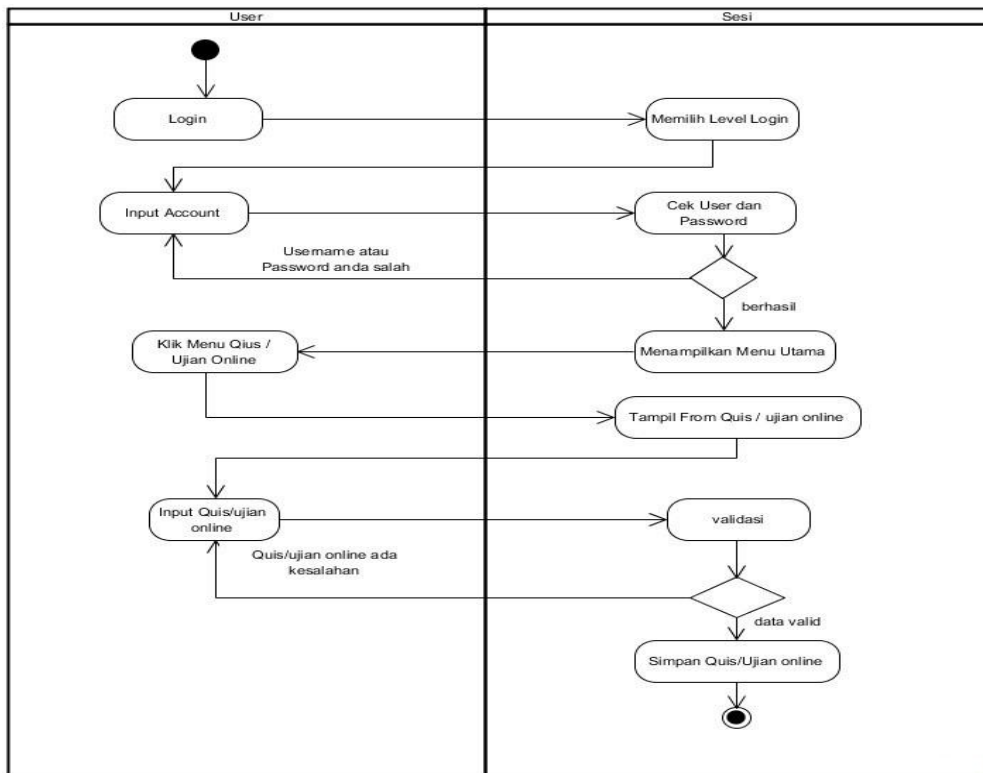 User
Sesi
Login
Memilih Level Login
Input Account
Cek User dan
Password
Username atau
Password anda salah
berhasil
Klik Menu Qius /
Ujian Online
Menampilkan Menu Utama
Tampil From Quis / ujian online
Input Quis/ujian
online
validasi
Quis/ujian online ada
kesalahan
data valid
Simpan Quis/Ujian online